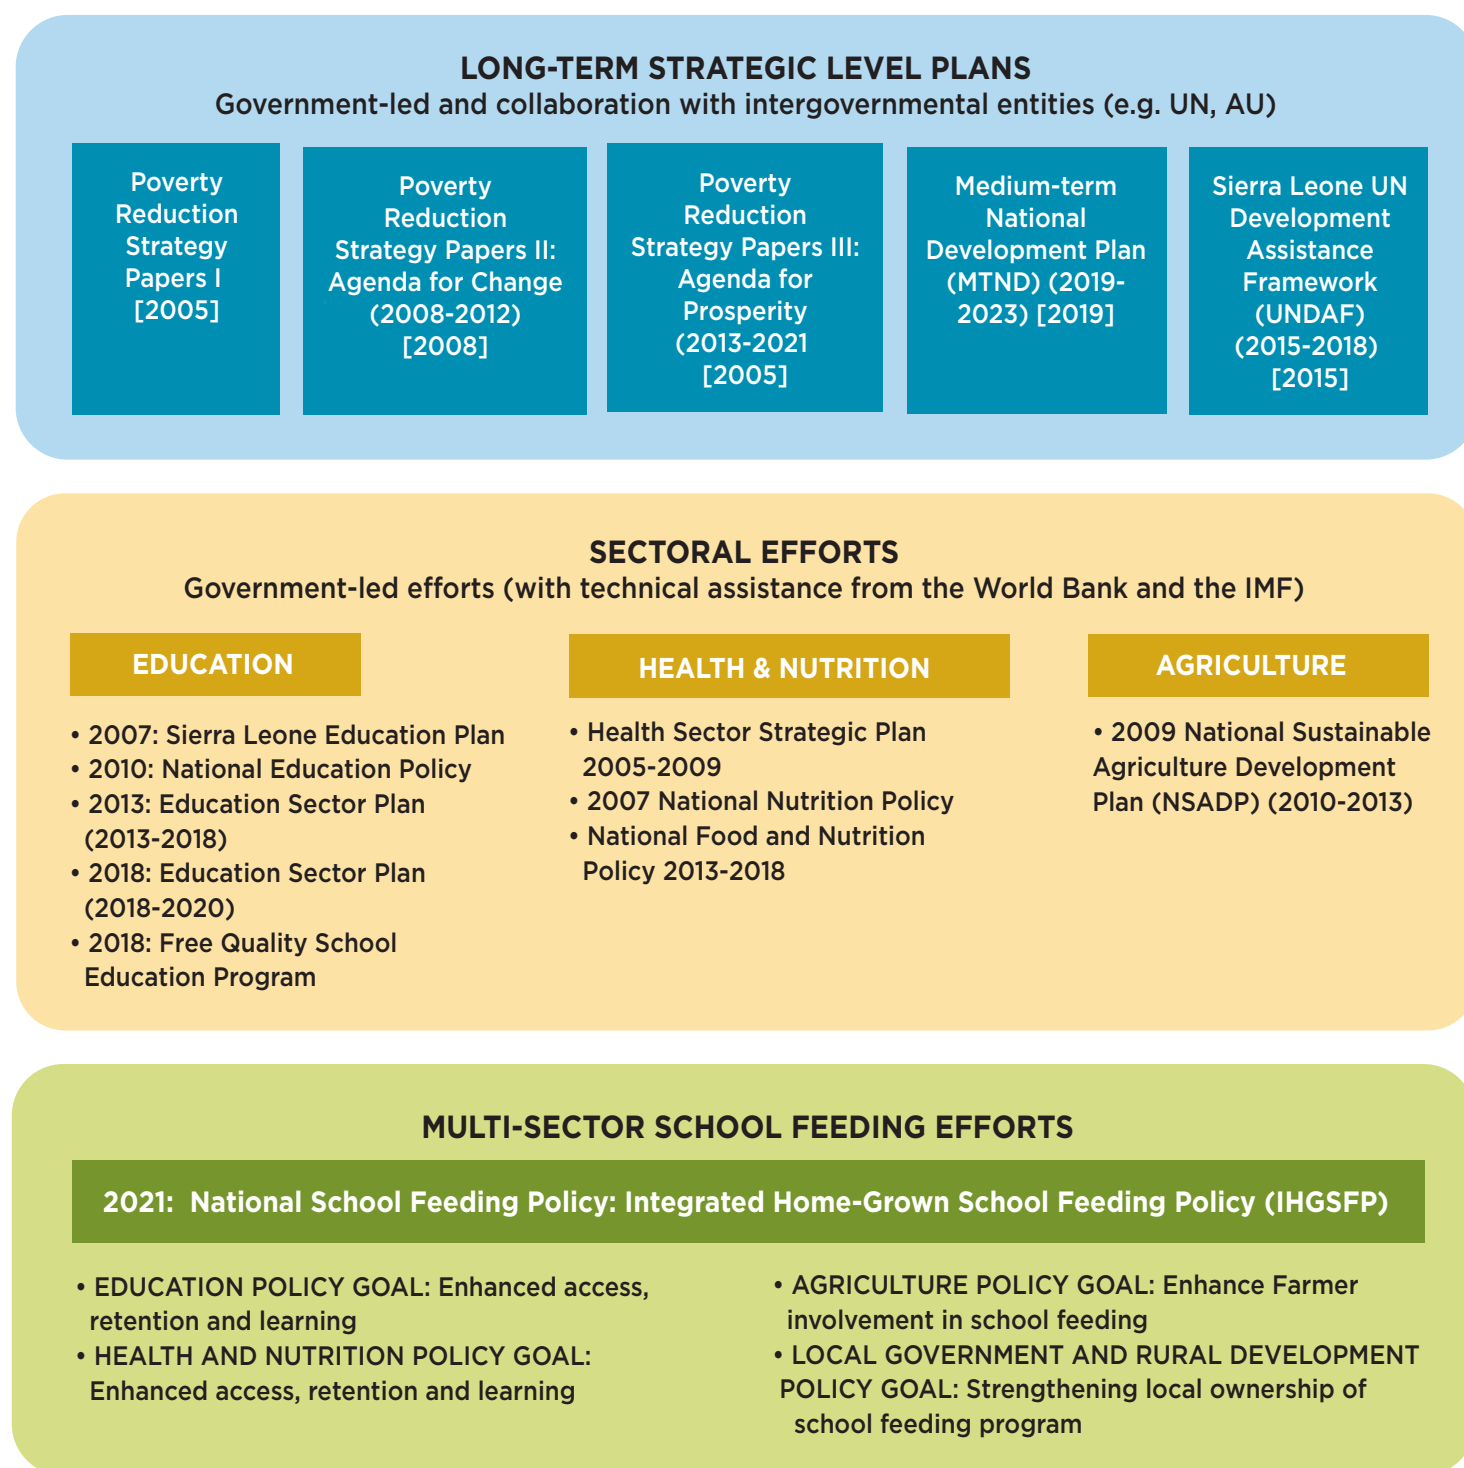 LONG-TERM STRATEGIC LEVEL PLANS
Government-led and collaboration with intergovernmental entities (e.g. UN, AU)
Poverty
Reduction
Strategy
Papers I
[2005]
Poverty
Reduction
Strategy Papers II:
Agenda for Change
(2008-2012)
[2008]
Poverty
Reduction
Strategy Papers III:
Agenda for
Prosperity
(2013-2021
[2005]
Medium-term
National
Development Plan
(MTND) (2019-
2023) [2019]
Sierra Leone UN
Development
Assistance
Framework
(UNDAF)
(2015-2018)
[2015]
SECTORAL EFFORTS
Government-led efforts (with technical assistance from the World Bank and the IMF)
EDUCATION
• 2007: Sierra Leone Education Plan
• 2010: National Education Policy
• 2013: Education Sector Plan
(2013-2018)
• 2018: Education Sector Plan
(2018-2020)
• 2018: Free Quality School
Education Program
HEALTH & NUTRITION
• Health Sector Strategic Plan
2005-2009
• 2007 National Nutrition Policy
• National Food and Nutrition
Policy 2013-2018
AGRICULTURE
• 2009 National Sustainable
Agriculture Development
Plan (NSADP) (2010-2013)
MULTI-SECTOR SCHOOL FEEDING EFFORTS
2021: National School Feeding Policy: Integrated Home-Grown School Feeding Policy (IHGSFP)
• EDUCATION POLICY GOAL: Enhanced access,
retention and learning
• HEALTH AND NUTRITION POLICY GOAL:
Enhanced access, retention and learning
• AGRICULTURE POLICY GOAL: Enhance Farmer
involvement in school feeding
• LOCAL GOVERNMENT AND RURAL DEVELOPMENT
POLICY GOAL: Strengthening local ownership of
school feeding program